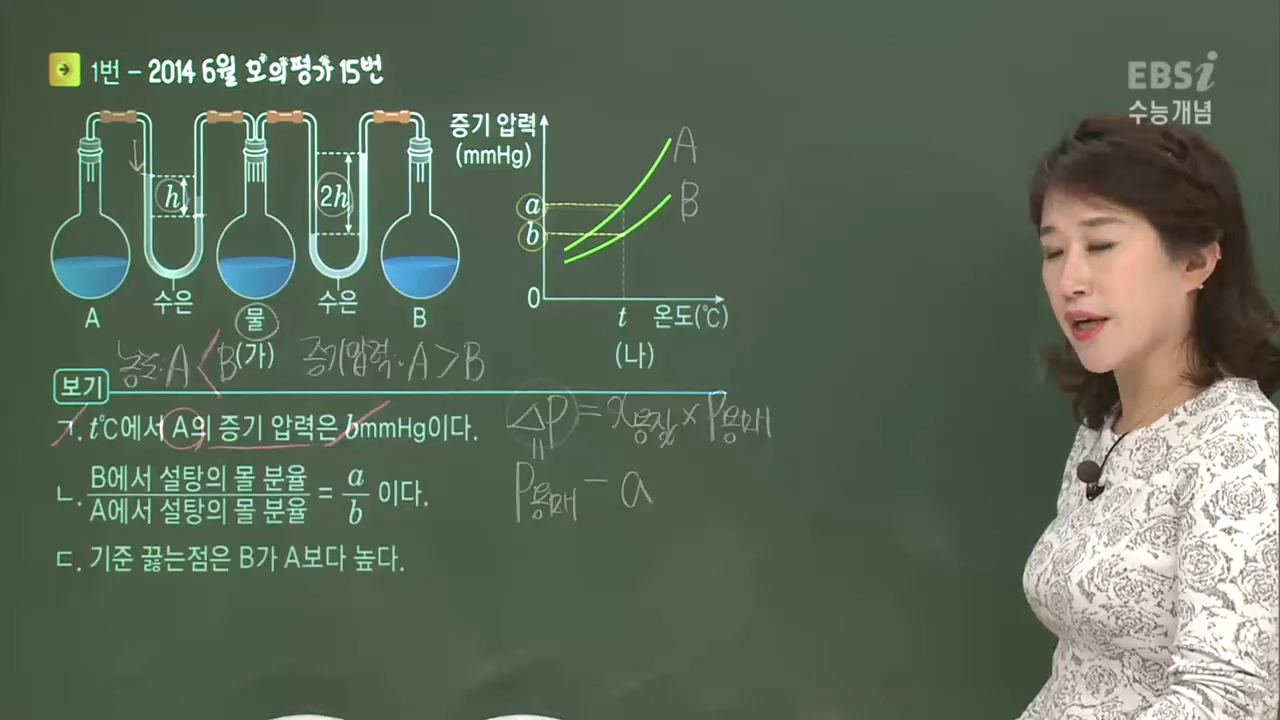 1번 - 2014 6월 모의평가 15번
EBSi
수능개념
증기 압력
(mmHg)
A
B
a
b
0
t
온도(℃)
(나)
h
2h
수은
수은
A
물
B
(가)
농도: A < B
증기압력: A > B
보기
ㄱ. t℃에서 A의 증기 압력은 bmmHg이다.
ㄴ. B에서 설탕의 몰 분율 / A에서 설탕의 몰 분율 = a / b 이다.
ㄷ. 기준 끓는점은 B가 A보다 높다.
ΔP = x용질 × P용매
P용매 - a